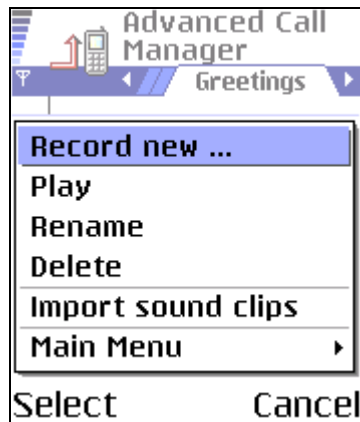 Advanced Call
Manager
Greetings
Record new ...
Play
Rename
Delete
Import sound clips
Main Menu
Select Cancel